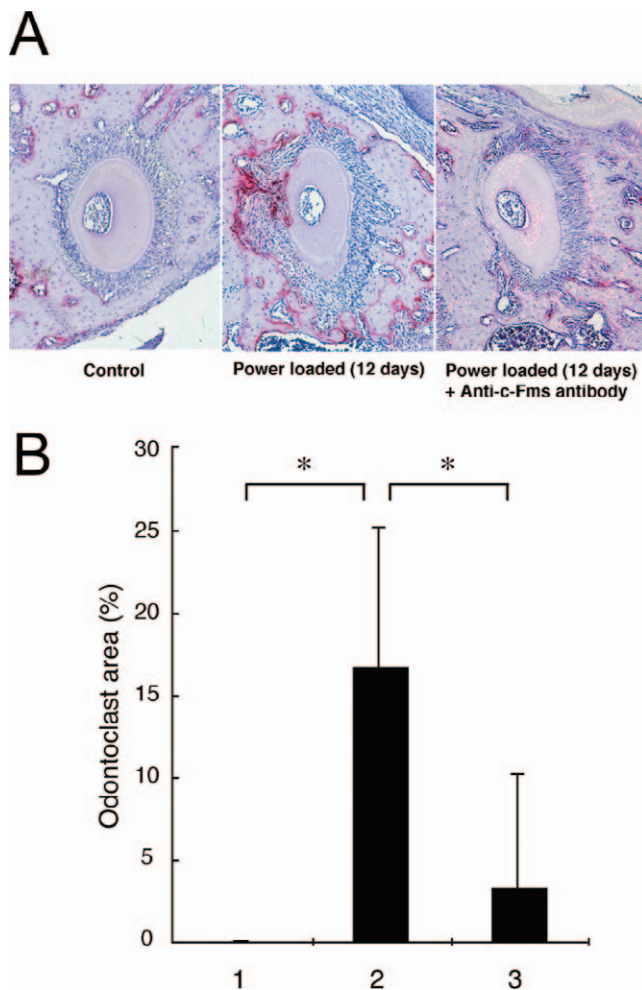 A
Control
Power loaded (12 days)
Power loaded (12 days)
+ Anti-c-Fms antibody
B
Odontoclast area (%)
30
25
20
15
10
5
0
* *
1 2 3